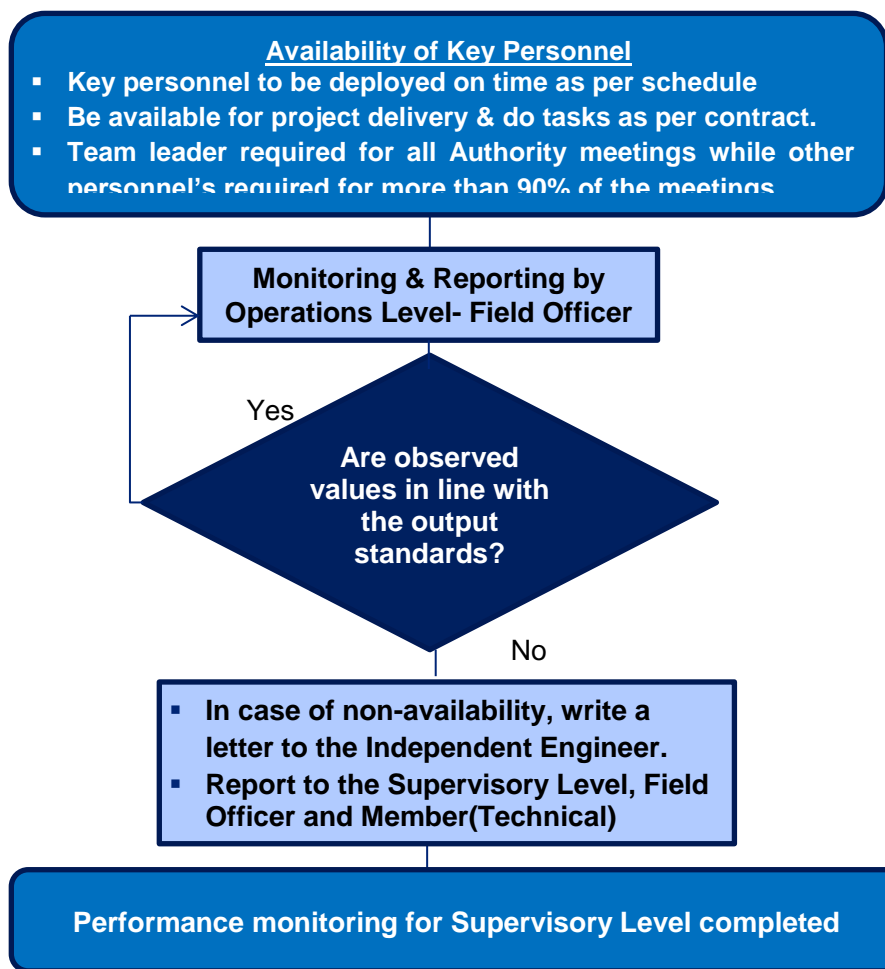 Availability of Key Personnel
▪ Key personnel to be deployed on time as per schedule
▪ Be available for project delivery & do tasks as per contract.
▪ Team leader required for all Authority meetings while other
personnel’s required for more than 90% of the meetings
Monitoring & Reporting by
Operations Level- Field Officer
Yes
Are observed
values in line with
the output
standards?
No
▪ In case of non-availability, write a
letter to the Independent Engineer.
▪ Report to the Supervisory Level, Field
Officer and Member(Technical)
Performance monitoring for Supervisory Level completed